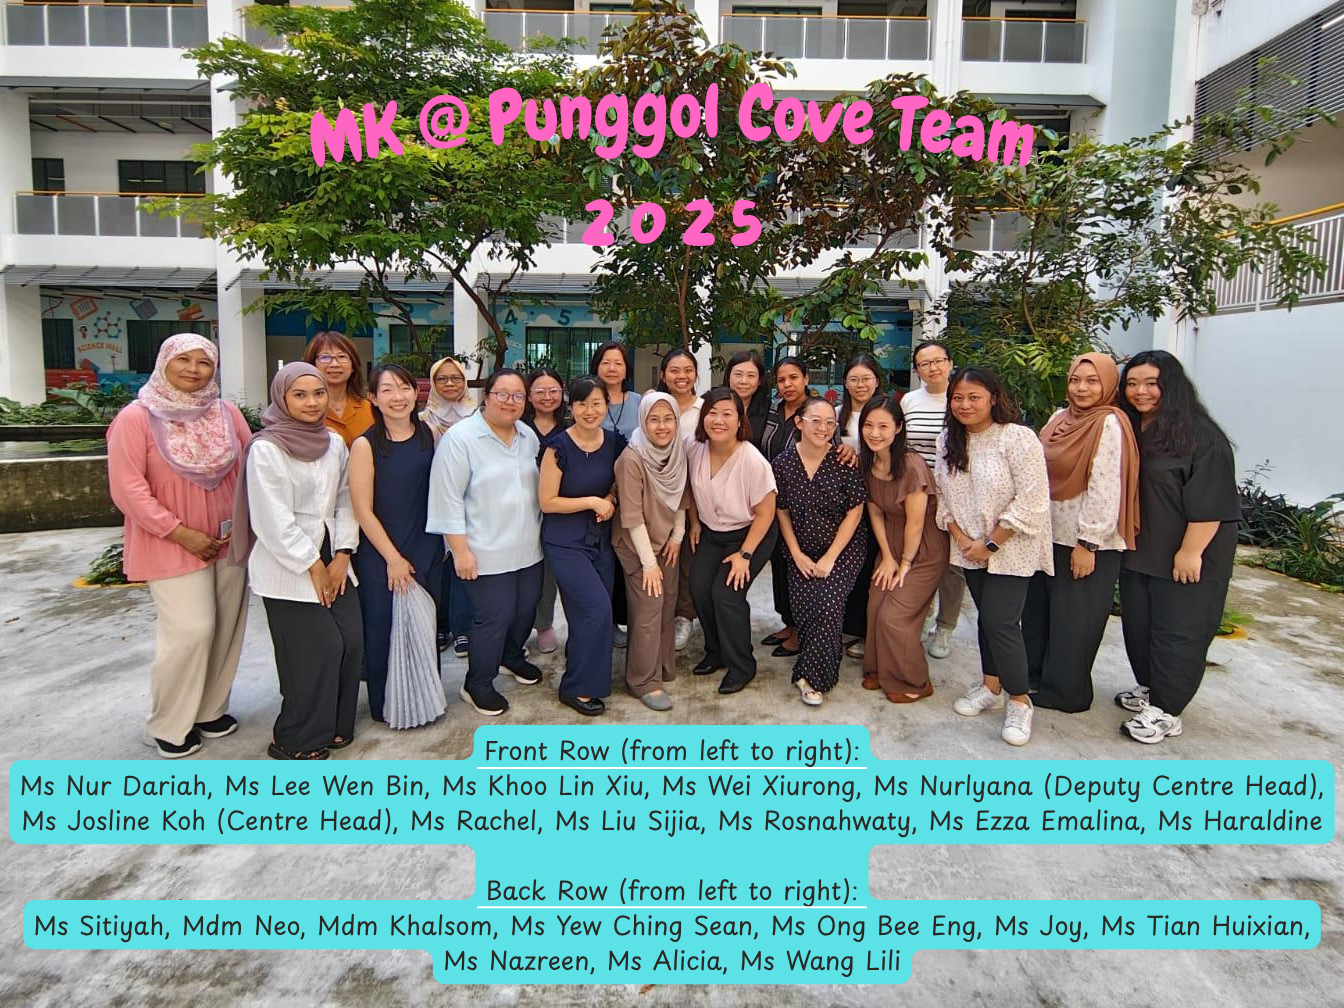 MK @ Punggol Cove Team
2025
4
5
SCIENCE WALL
Front Row (from left to right):
Ms Nur Dariah, Ms Lee Wen Bin, Ms Khoo Lin Xiu, Ms Wei Xiurong, Ms Nurlyana (Deputy Centre Head),
Ms Josline Koh (Centre Head), Ms Rachel, Ms Liu Sijia, Ms Rosnahwaty, Ms Ezza Emalina, Ms Haraldine
Back Row (from left to right):
Ms Sitiyah, Mdm Neo, Mdm Khalsom, Ms Yew Ching Sean, Ms Ong Bee Eng, Ms Joy, Ms Tian Huixian,
Ms Nazreen, Ms Alicia, Ms Wang Lili